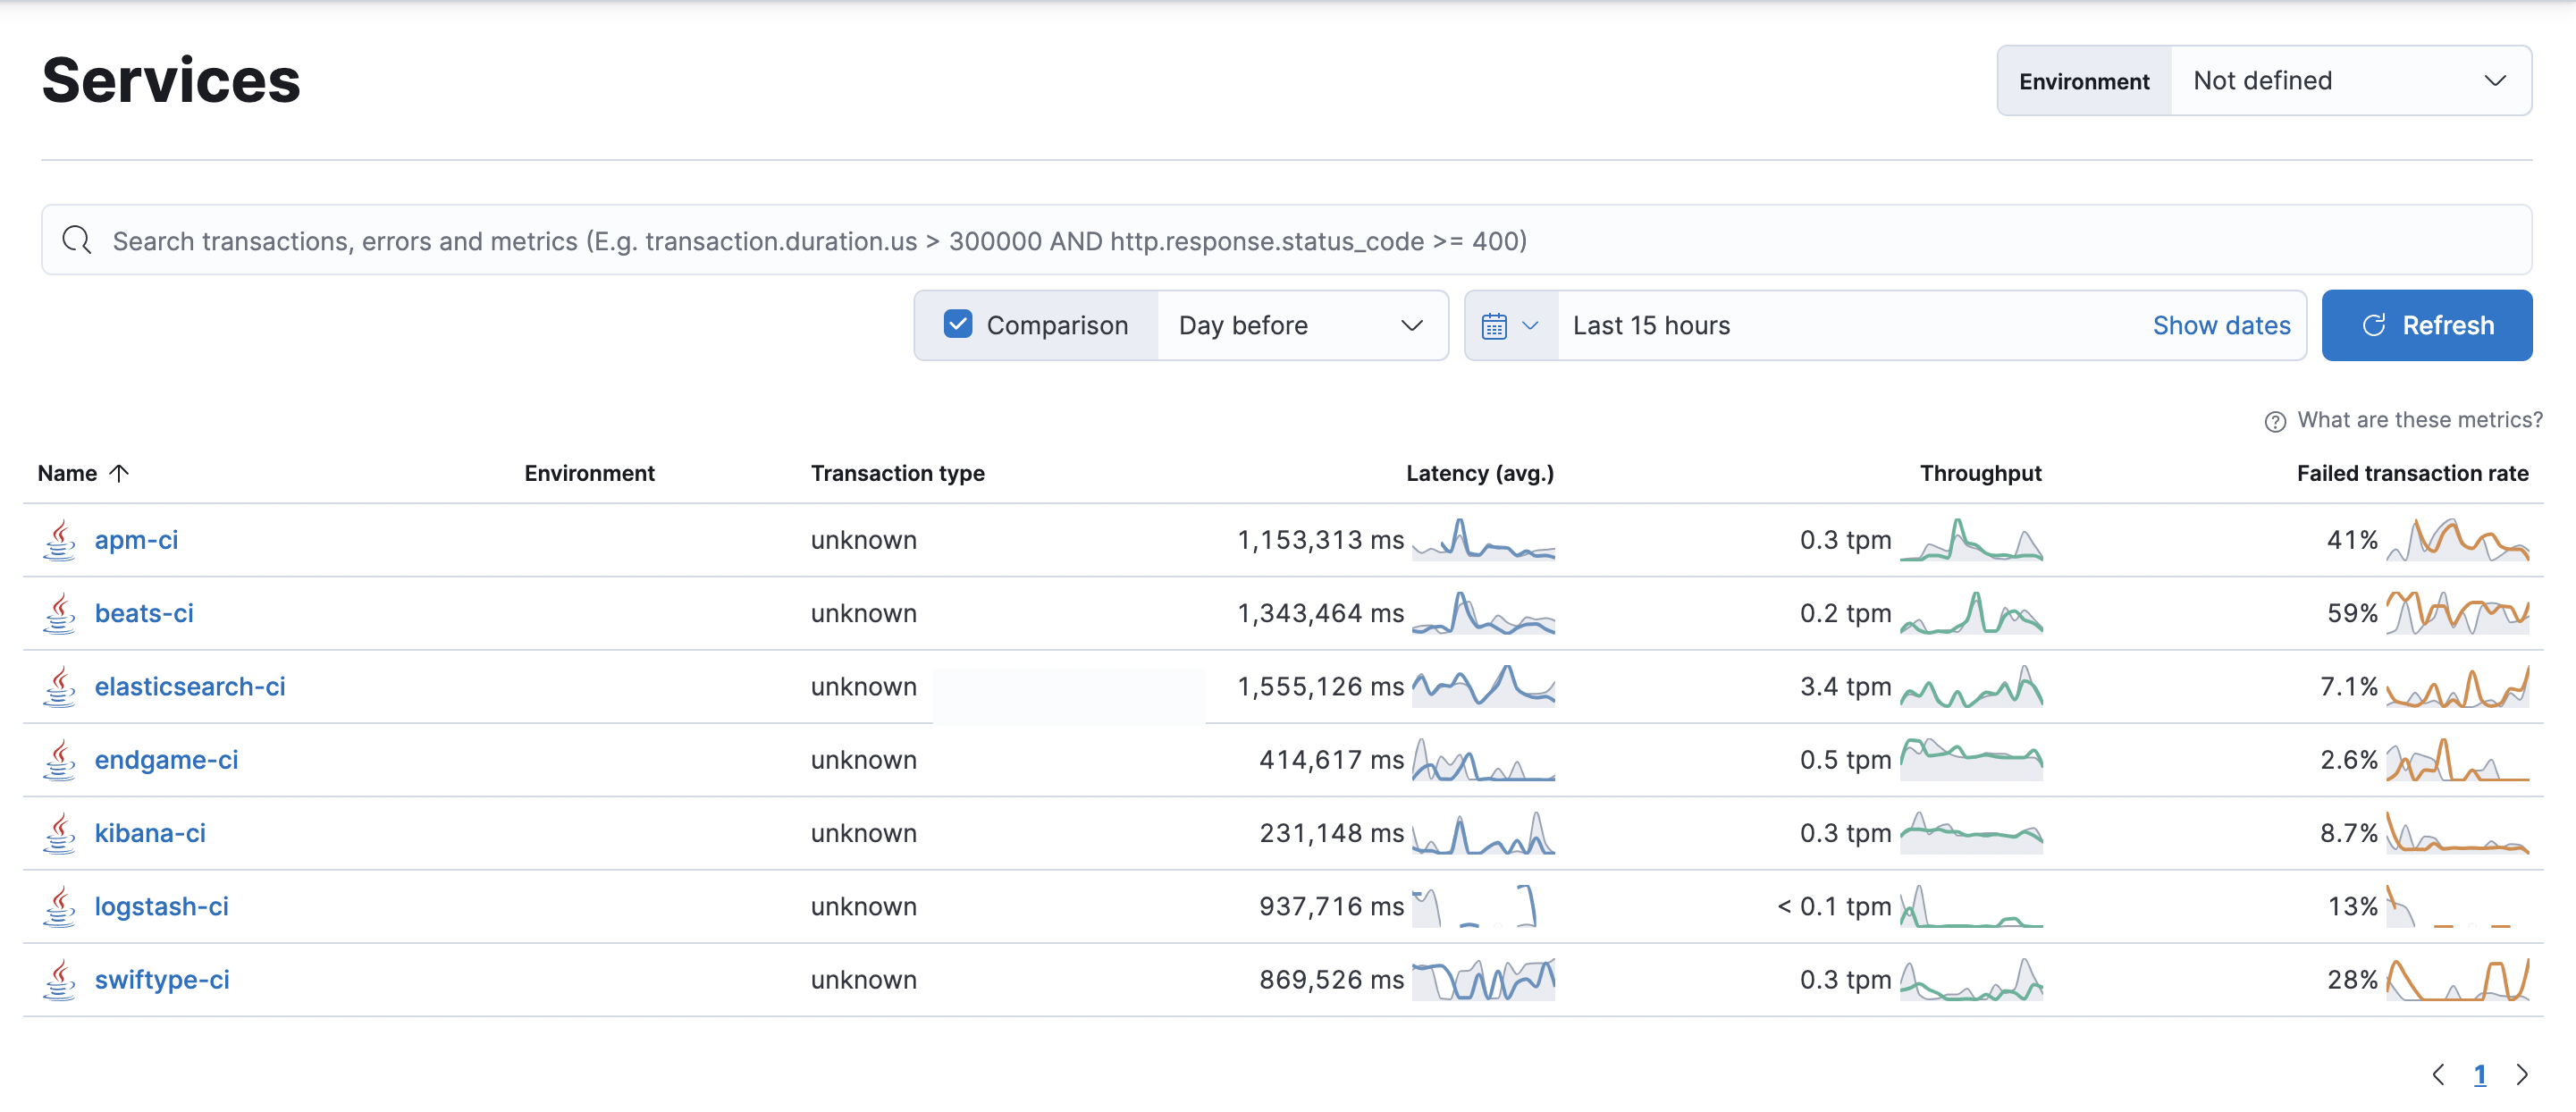 Services
Environment Not defined
Search transactions, errors and metrics (E.g. transaction.duration.us > 300000 AND http.response.status_code >= 400)
Comparison Day before Last 15 hours Show dates Refresh
What are these metrics?
Name Environment Transaction type Latency (avg.) Throughput Failed transaction rate
apm-ci unknown 1,153,313 ms 0.3 tpm 41%
beats-ci unknown 1,343,464 ms 0.2 tpm 59%
elasticsearch-ci unknown 1,555,126 ms 3.4 tpm 7.1%
endgame-ci unknown 414,617 ms 0.5 tpm 2.6%
kibana-ci unknown 231,148 ms 0.3 tpm 8.7%
logstash-ci unknown 937,716 ms < 0.1 tpm 13%
swiftype-ci unknown 869,526 ms 0.3 tpm 28%
1